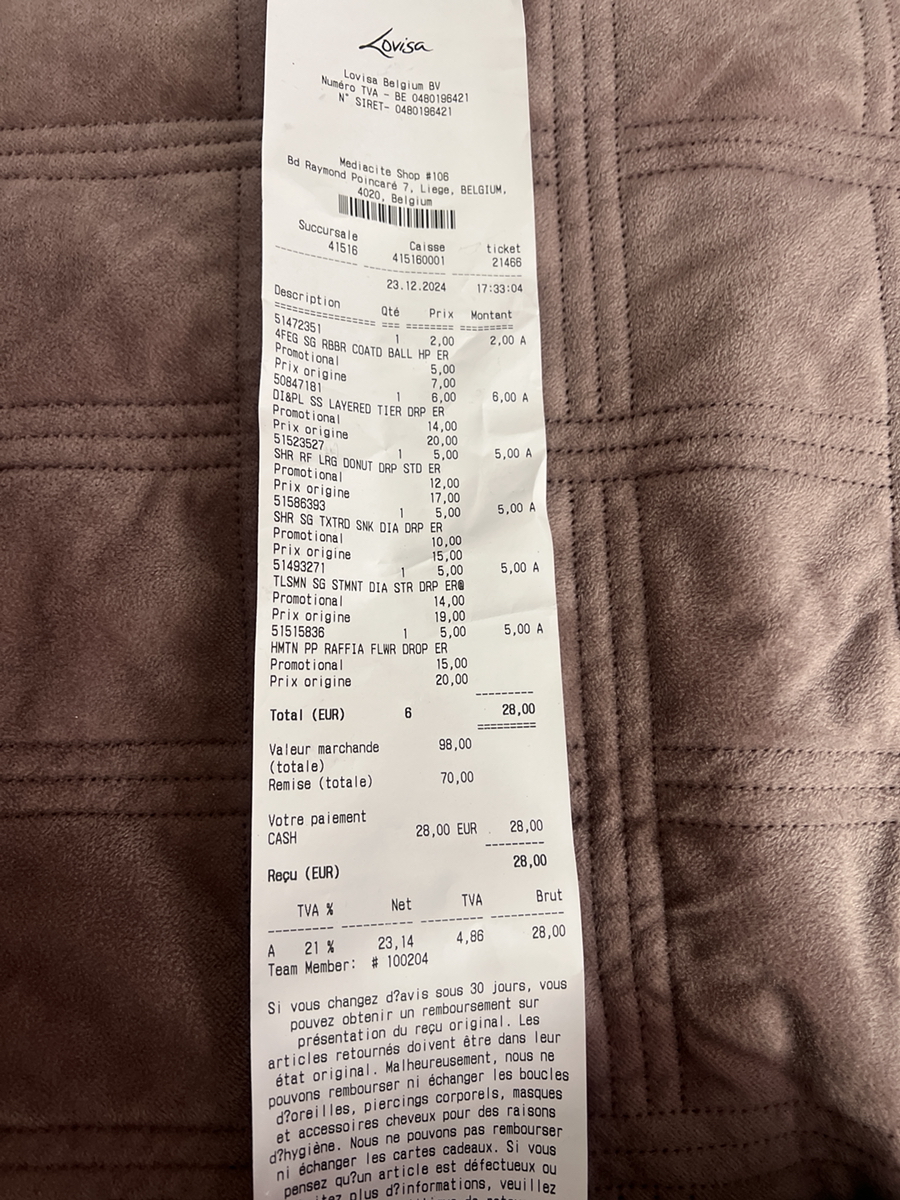 Lovisa
Lovisa Belgium BV
Numéro TVA - BE 0480196421
N° SIRET- 0480196421
Mediacite Shop #106
Bd Raymond Poincaré 7, Liege, BELGIUM,
4020, Belgium
Succursale Caisse ticket
41516 415160001 21466
23.12.2024 17:33:04
Description Qté Prix Montant
51472351 1 2,00 2,00 A
4FEG SG RBBR COATD BALL HP ER
Promotional 5,00
Prix origine 7,00
50847181 1 6,00 6,00 A
DI&PL SS LAYERED TIER DRP ER
Promotional 14,00
Prix origine 20,00
51523527 1 5,00 5,00 A
SHR RF LRG DONUT DRP STD ER
Promotional 12,00
Prix origine 17,00
51586393 1 5,00 5,00 A
SHR SG TXTRD SNK DIA DRP ER
Promotional 10,00
Prix origine 15,00
51493271 1 5,00 5,00 A
TLSMN SG STMNT DIA STR DRP ER@
Promotional 14,00
Prix origine 19,00
51515836 1 5,00 5,00 A
HMTN PP RAFFIA FLWR DROP ER
Promotional 15,00
Prix origine 20,00
Total (EUR) 6 28,00
Valeur marchande 98,00
(totale)
Remise (totale) 70,00
Votre paiement
CASH 28,00 EUR 28,00
Reçu (EUR) 28,00
TVA % Net TVA Brut
A 21 % 23,14 4,86 28,00
Team Member: # 100204
Si vous changez d?avis sous 30 jours, vous
pouvez obtenir un remboursement sur
présentation du reçu original. Les
articles retournés doivent être dans leur
état original. Malheureusement, nous ne
pouvons rembourser ni échanger les boucles
d?oreilles, piercings corporels, masques
et accessoires cheveux pour des raisons
d?hygiène. Nous ne pouvons pas rembourser
ni échanger les cartes cadeaux. Si vous
pensez qu?un article est défectueux ou
plus d?informations, veuillez